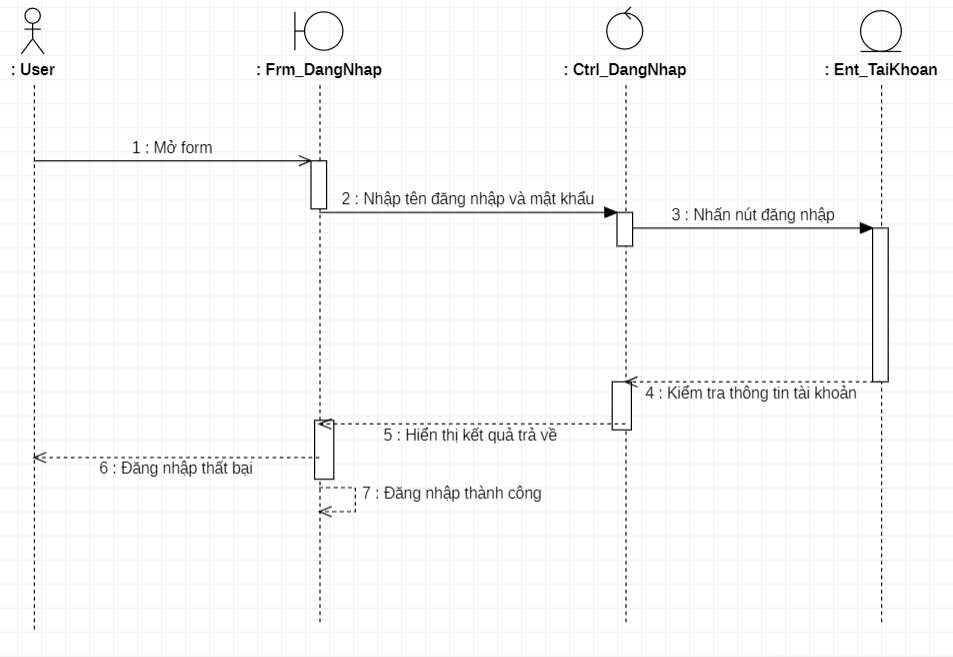 : User
: Frm_DangNhap
: Ctrl_DangNhap
: Ent_TaiKhoan
1 : Mở form
2 : Nhập tên đăng nhập và mật khẩu
3 : Nhấn nút đăng nhập
4 : Kiểm tra thông tin tài khoản
5 : Hiển thị kết quả trả về
6 : Đăng nhập thất bại
7 : Đăng nhập thành công